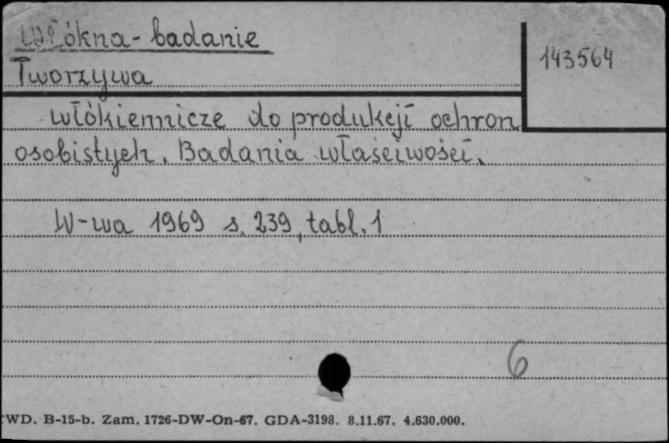 Włókna - badanie
143564
Tworzywa
włókiennicze do produkcji ochron
osobistych. Badania właściwości.
W-wa 1969 s. 239, tabl. 1
6
CWD. B-15-b. Zam. 1726-DW-On-67. GDA-3198. 8.11.67. 4.630.000.